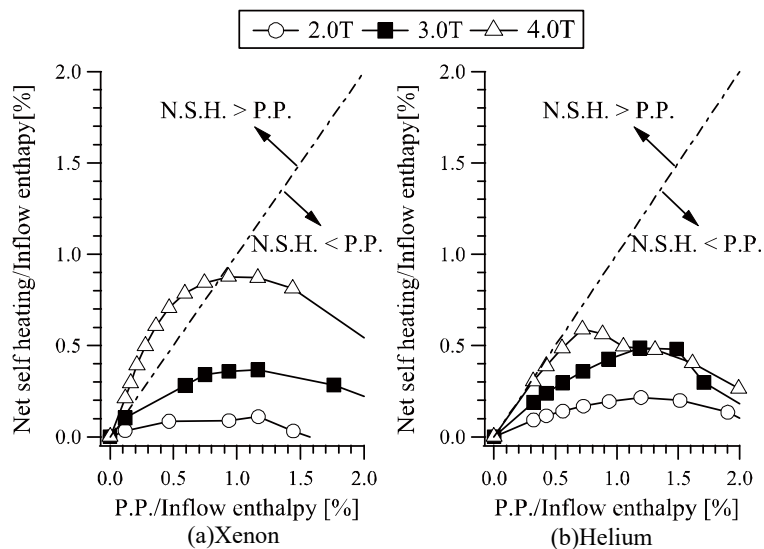 2.0T 3.0T 4.0T
Net self heating/Inflow enthapy[%]
2.0
1.5
1.0
0.5
0.0
N.S.H. > P.P.
N.S.H. < P.P.
0.0 0.5 1.0 1.5 2.0
P.P./Inflow enthalpy [%]
(a)Xenon
Net self heating/Inflow enthapy[%]
2.0
1.5
1.0
0.5
0.0
N.S.H. > P.P.
N.S.H. < P.P.
0.0 0.5 1.0 1.5 2.0
P.P./Inflow enthalpy [%]
(b)Helium